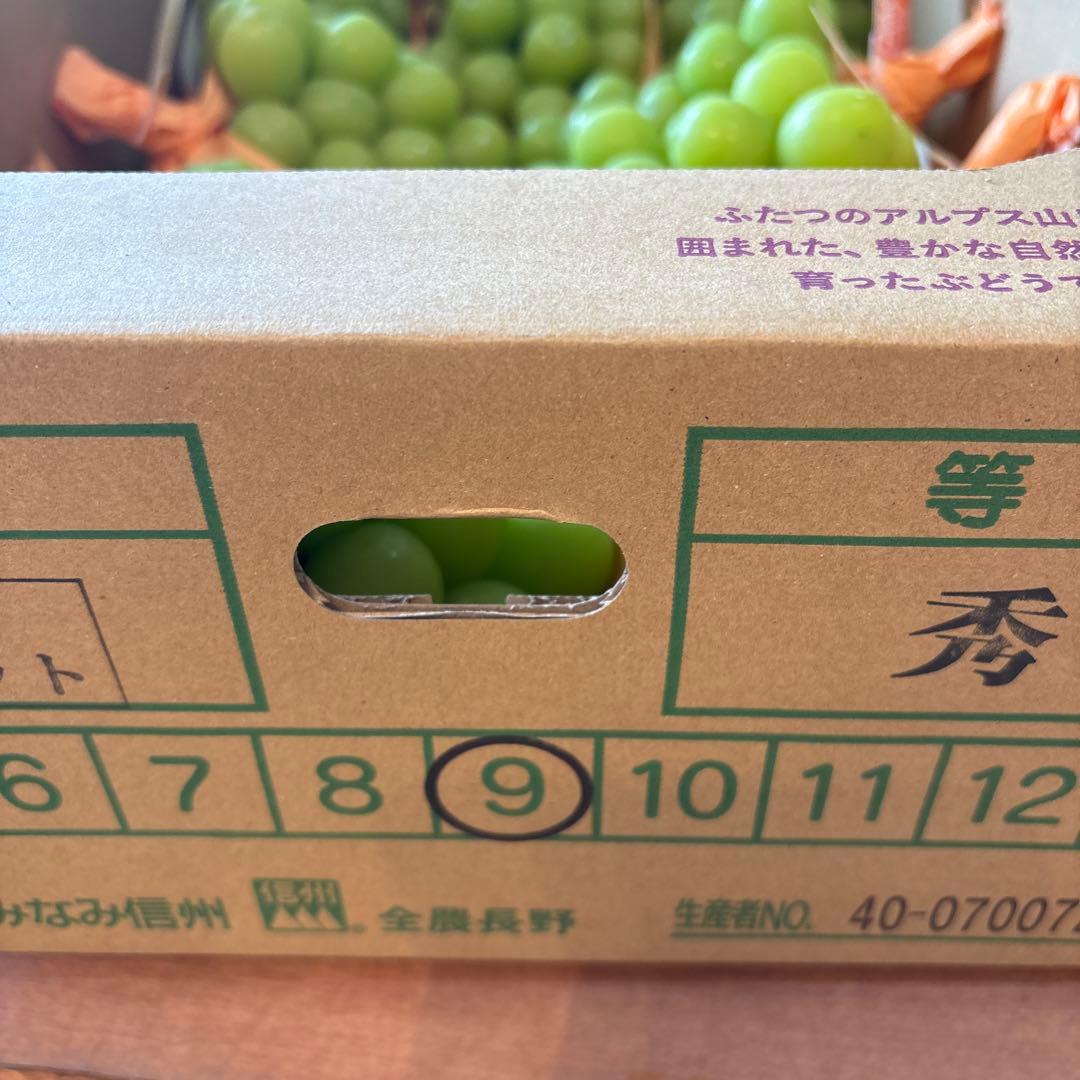 ふたつのアルプス山
囲まれた、豊かな自然
育ったぶどうで
等
秀
ット
6 7 8 9 10 11 12
みなみ信州 信州 全農長野 生産者NO. 40-07007